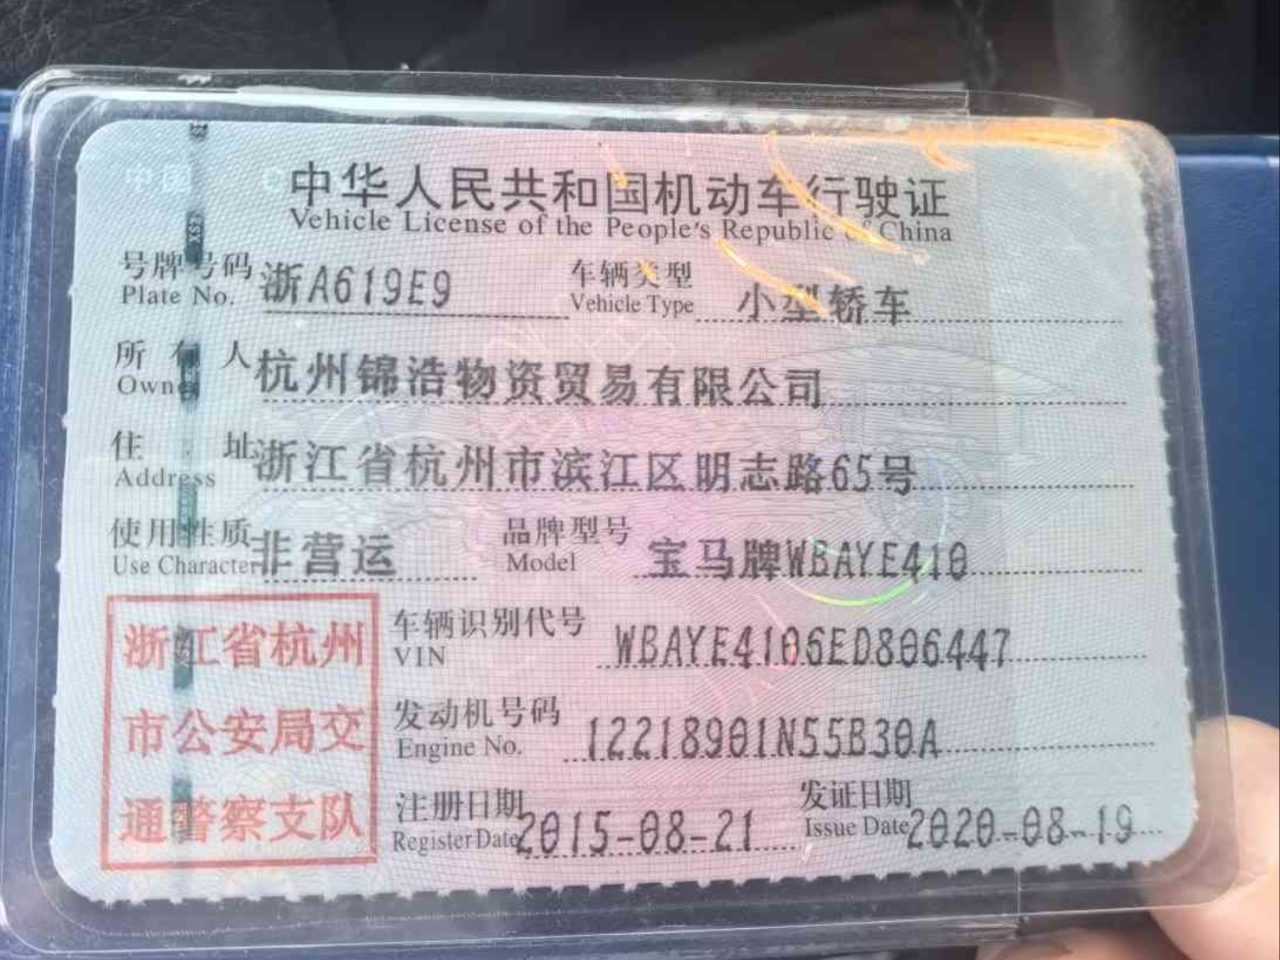 中华人民共和国机动车行驶证
Vehicle License of the People's Republic of China
号牌号码 浙A619E9 车辆类型 小型轿车
Plate No. Vehicle Type
所有人 杭州锦浩物资贸易有限公司
Owner
住址 浙江省杭州市滨江区明志路65号
Address
使用性质 非营运 品牌型号 宝马牌WBAYE410
Use Character Model
浙江省杭州
市公安局交
通警察支队
车辆识别代号 WBAYE4106ED806447
VIN
发动机号码 12218901N55B30A
Engine No.
注册日期 2015-08-21 发证日期 2020-08-19
Register Date Issue Date